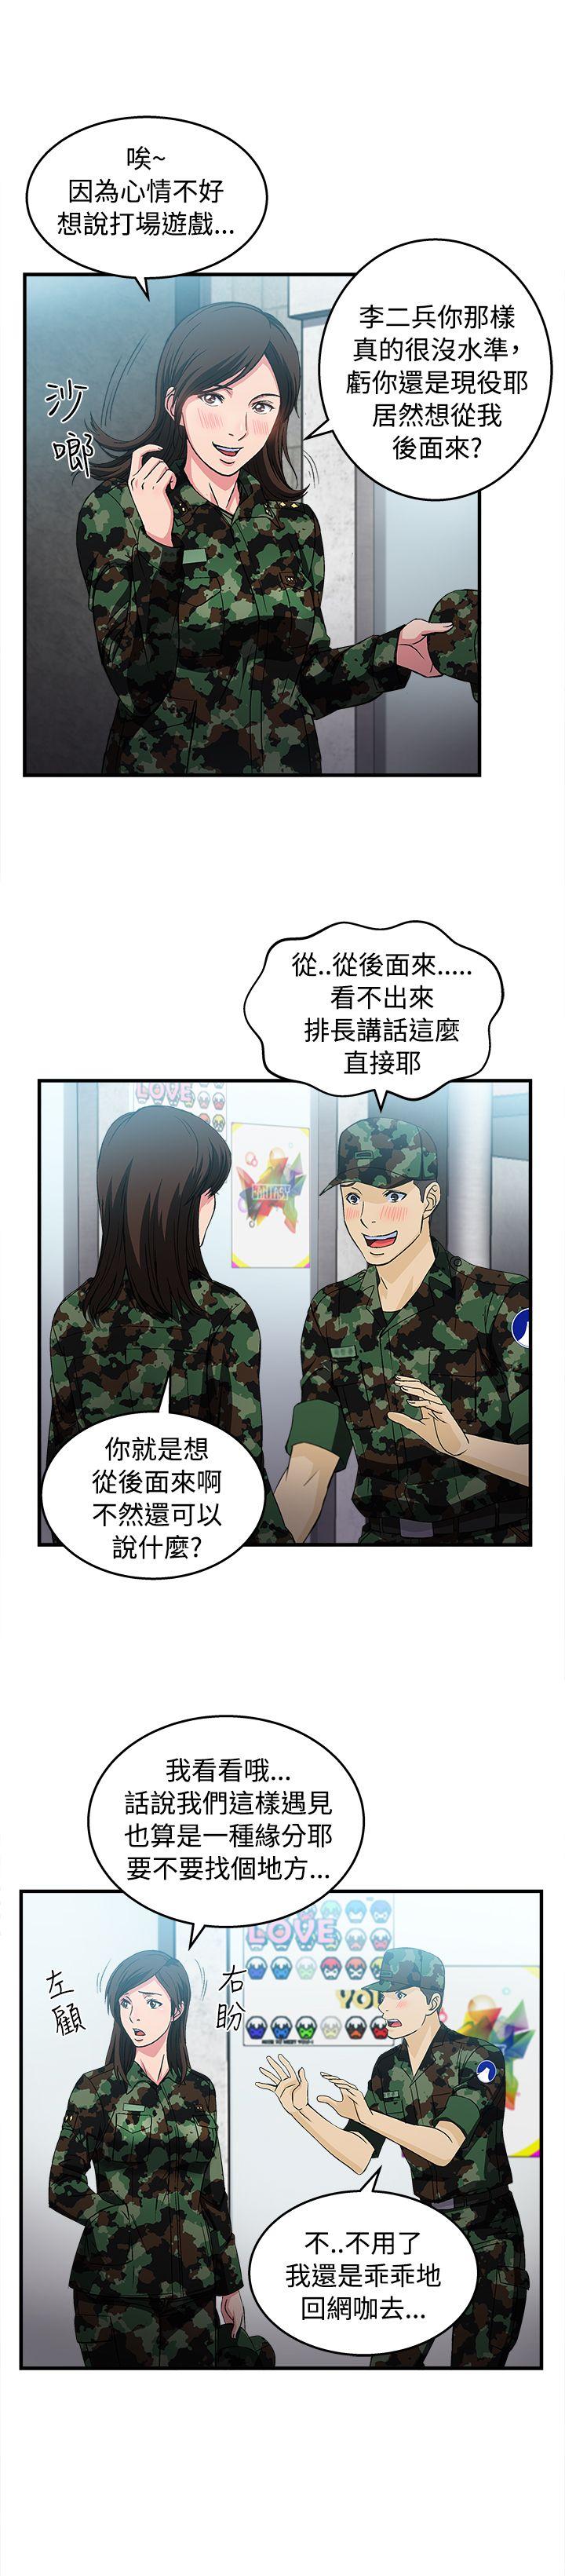 唉~
因為心情不好
想說打場遊戲...
李二兵你那樣
真的很沒水準,
虧你還是現役耶
居然想從我
後面來?
沙
啷
從..從後面來.....
看不出來
排長講話這麼
直接耶
LOVE
FANTASY
你就是想
從後面來啊
不然還可以
說什麼?
我看看哦...
話說我們這樣遇見
也算是一種緣分耶
要不要找個地方...
左
顧
右
盼
LOVE
YOU
不..不用了
我還是乖乖地
回網咖去...